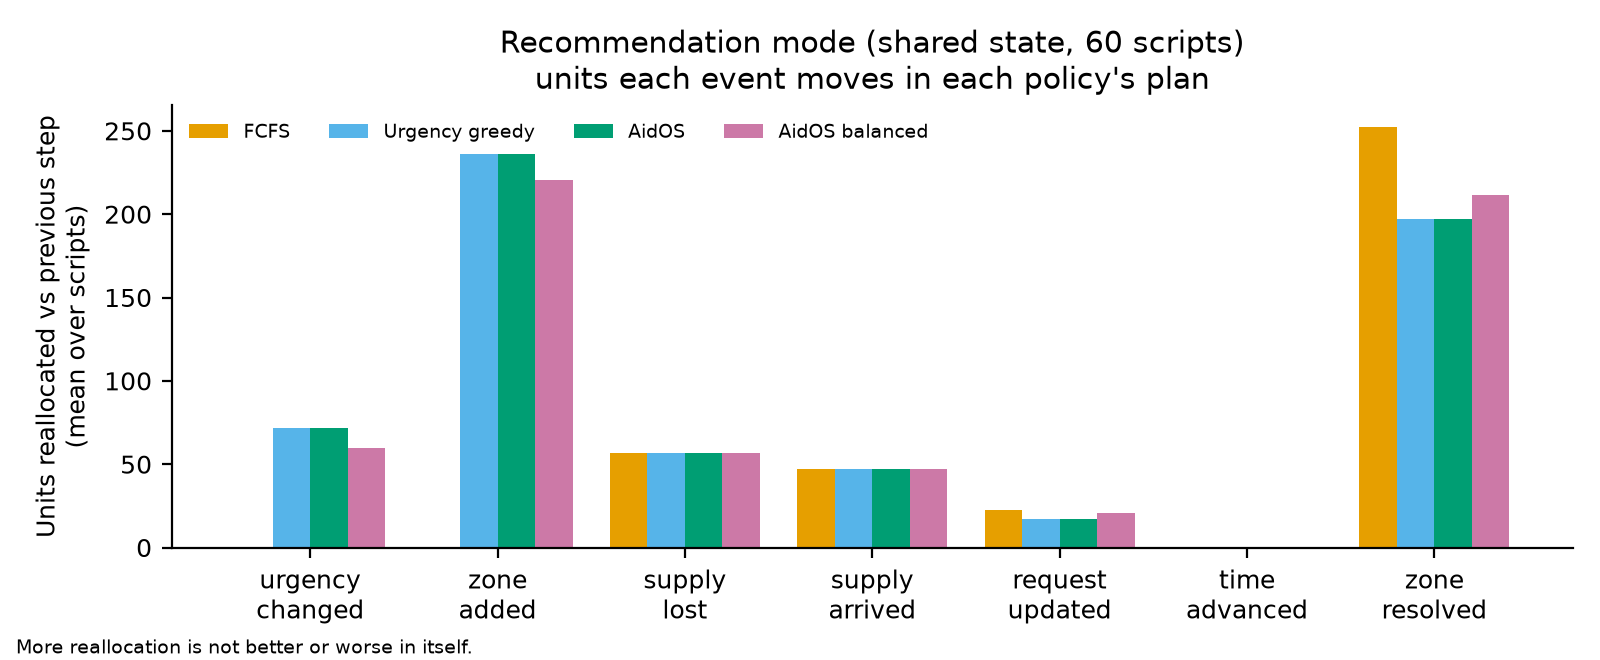 Recommendation mode (shared state, 60 scripts)
units each event moves in each policy's plan
Units reallocated vs previous step
(mean over scripts)
250
200
150
100
50
0
FCFS
Urgency greedy
AidOS
AidOS balanced
urgency
changed
zone
added
supply
lost
supply
arrived
request
updated
time
advanced
zone
resolved
More reallocation is not better or worse in itself.